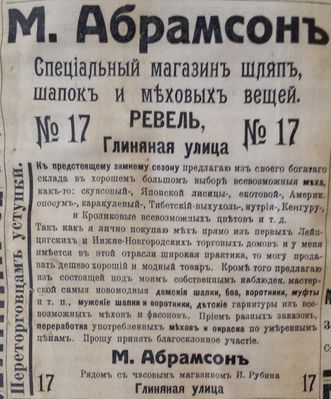 М. Абрамсонъ
Спеціальный магазинъ шляпъ,
шапокъ и мѣховыхъ вещей.
№ 17 РЕВЕЛЬ, № 17
Глиняная улица
Переторговцамъ уступки.
Къ предстоящему зимнему сезону предлагаю изъ своего богатаго
склада въ хорошемъ большомъ выборѣ всевозможныя мѣха,
какъ-то: скунсовый, Японской лисицы, екотовой, Америк.
опосумъ, каракулевый, Тибетскій-выхухоль, нутрія, Кенгуру,
и Кроликовые всевозможныхъ цвѣтовъ и т. д.
Такъ какъ я лично покупаю мѣхъ прямо изъ первыхъ Лейп-
цигскихъ и Нижне-Новгородскихъ торговыхъ домовъ и у меня
имѣется въ этой отрасли широкая практика, то могу прода-
вать дешево хорошій и модный товаръ. Кромѣ того предлагаю
изъ состоящей подъ моимъ собственнымъ наблюден. мастер-
ской самыя новомодныя дамскія шапки, боа, воротники, муфты
и т. п., мужскія шапки и воротники, дѣтскіе гарнитуры изъ все-
возможныхъ мѣховъ и фасоновъ. Пріемъ разныхъ заказовъ,
переработка употребленныхъ мѣховъ и окраска по умѣреннымъ
цѣнамъ. Прошу принять благосклонное участіе.
М. Абрамсонъ
Рядомъ съ часовымъ магазиномъ И. Рубина
17 Глиняная улица 17